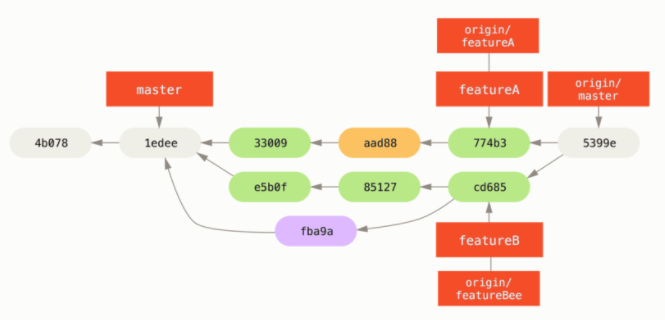 origin/
featureA
master
featureA
origin/
master
4b078
1edee
33009
aad88
774b3
5399e
e5b0f
85127
cd685
fba9a
featureB
origin/
featureBee